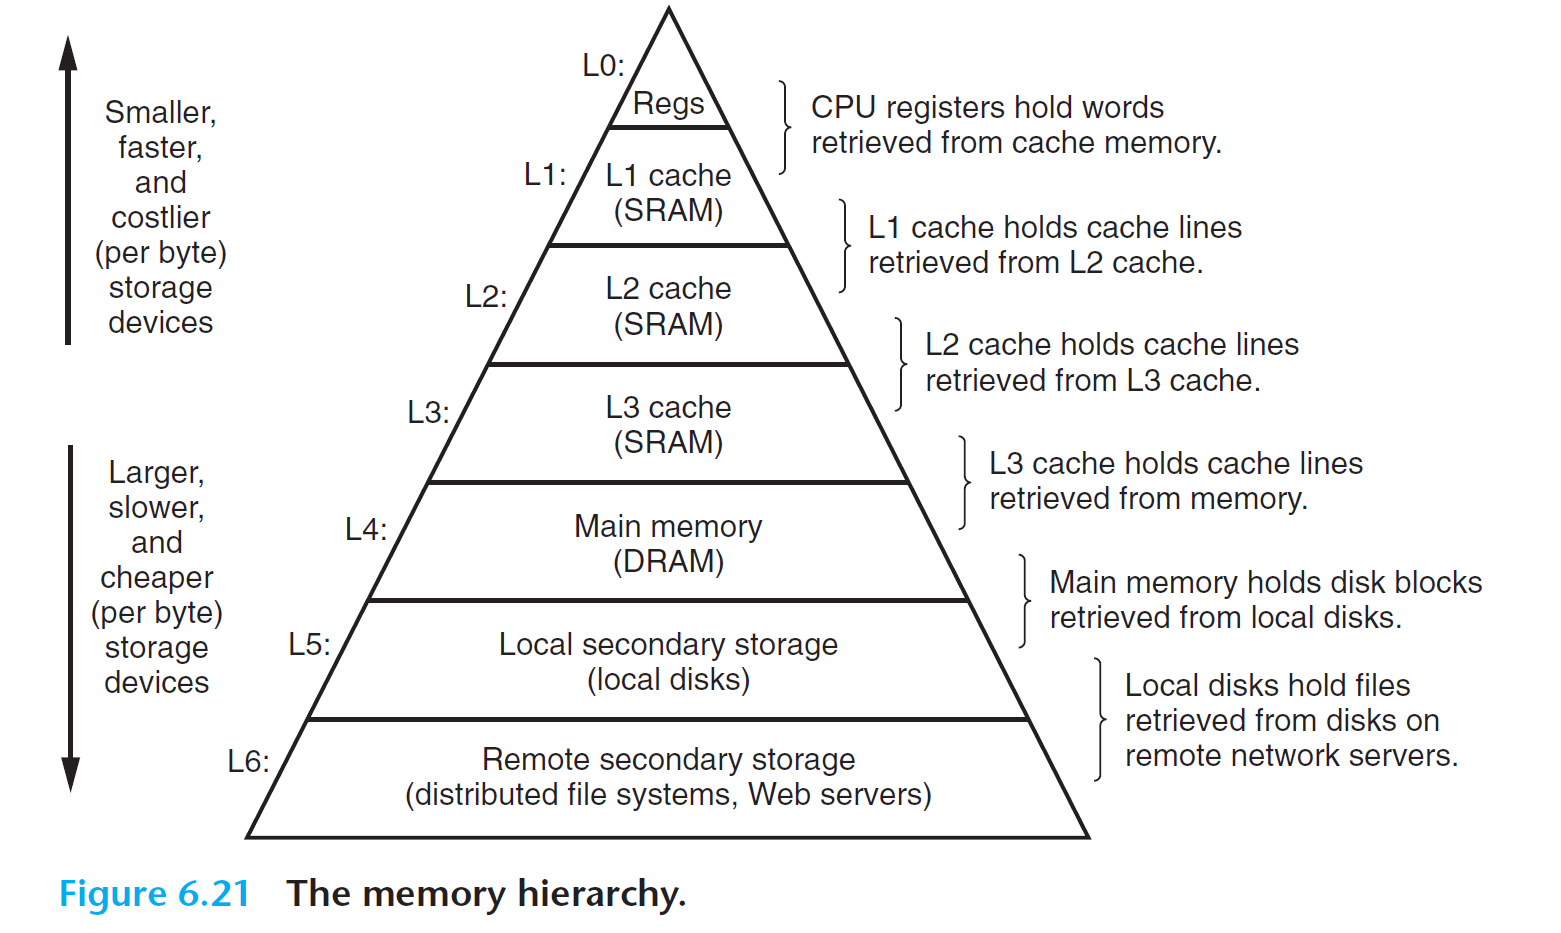 Smaller,
faster,
and
costlier
(per byte)
storage
devices
Larger,
slower,
and
cheaper
(per byte)
storage
devices
L0:
Regs
CPU registers hold words
retrieved from cache memory.
L1:
L1 cache
(SRAM)
L1 cache holds cache lines
retrieved from L2 cache.
L2:
L2 cache
(SRAM)
L2 cache holds cache lines
retrieved from L3 cache.
L3:
L3 cache
(SRAM)
L3 cache holds cache lines
retrieved from memory.
L4:
Main memory
(DRAM)
Main memory holds disk blocks
retrieved from local disks.
L5:
Local secondary storage
(local disks)
Local disks hold files
retrieved from disks on
remote network servers.
L6:
Remote secondary storage
(distributed file systems, Web servers)
Figure 6.21 The memory hierarchy.